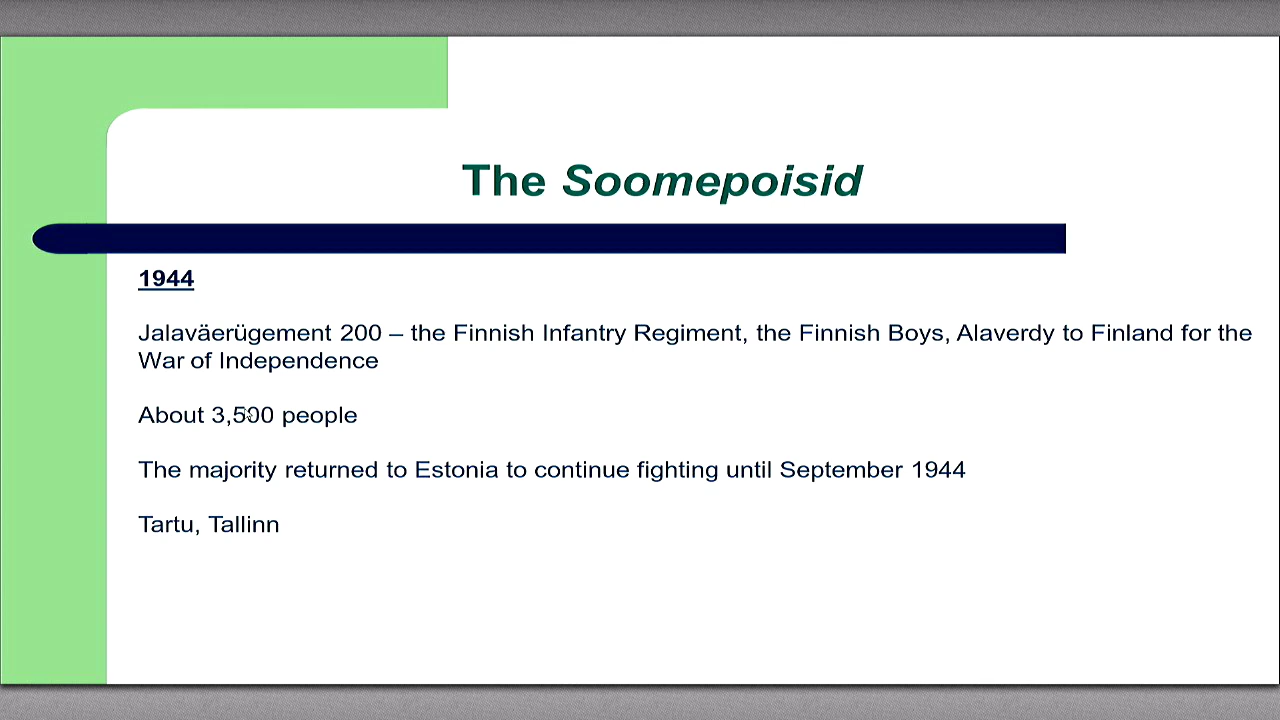 The Soomepoisid
1944
Jalaväerügement 200 – the Finnish Infantry Regiment, the Finnish Boys, Alaverdy to Finland for the
War of Independence
About 3,500 people
The majority returned to Estonia to continue fighting until September 1944
Tartu, Tallinn